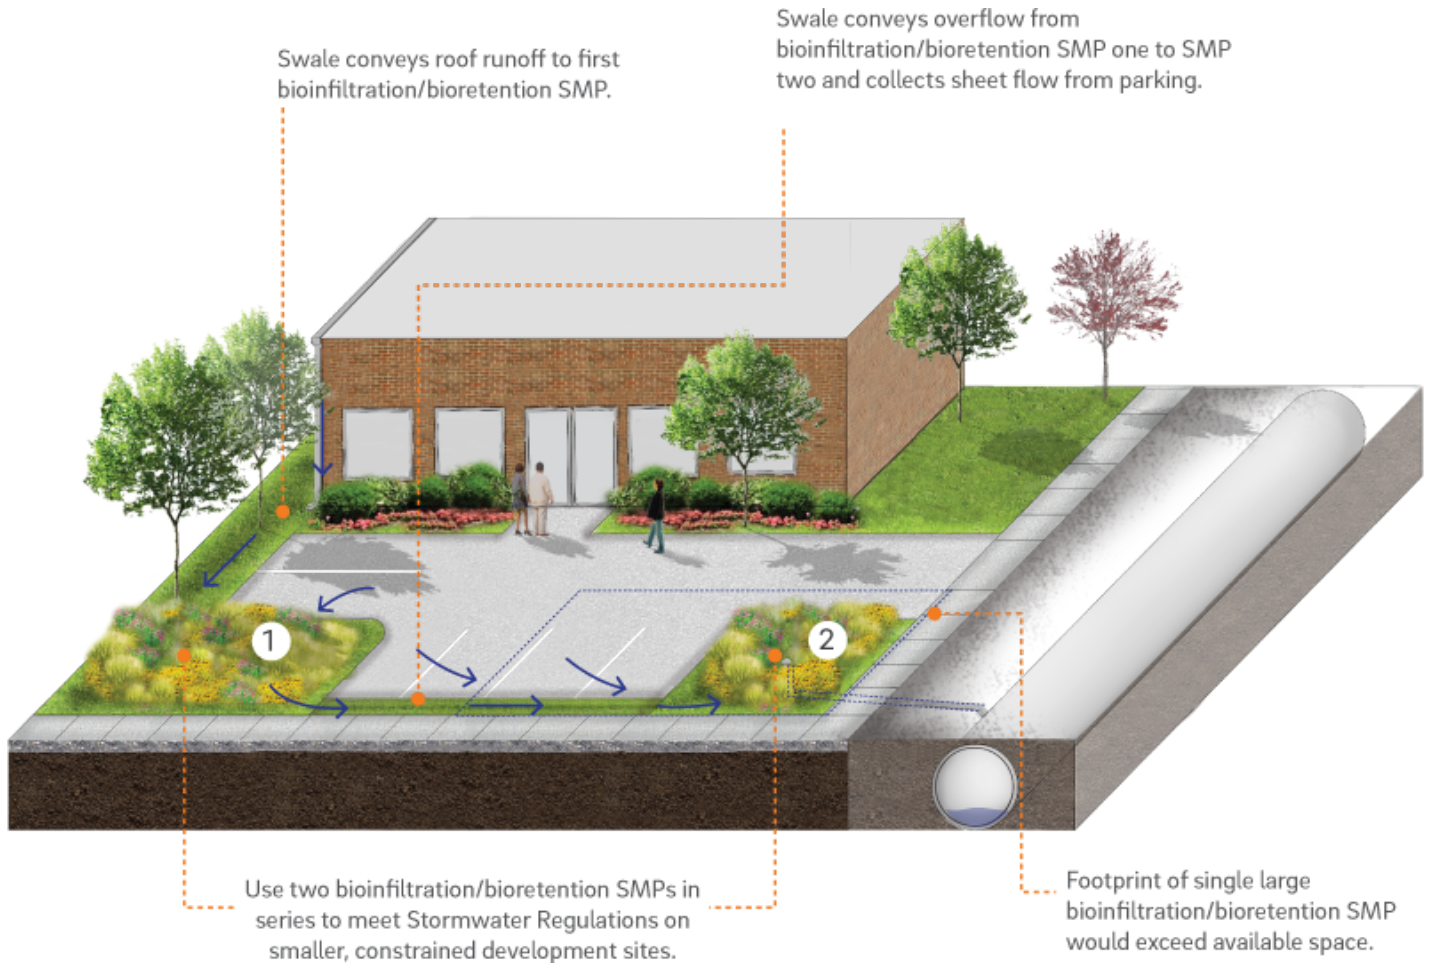 Swale conveys roof runoff to first
bioinfiltration/bioretention SMP.
Swale conveys overflow from
bioinfiltration/bioretention SMP one to SMP
two and collects sheet flow from parking.
1
2
Use two bioinfiltration/bioretention SMPs in
series to meet Stormwater Regulations on
smaller, constrained development sites.
Footprint of single large
bioinfiltration/bioretention SMP
would exceed available space.